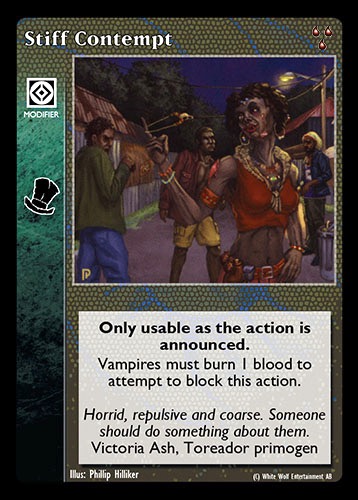 Stiff Contempt
MODIFIER
Only usable as the action is
announced.
Vampires must burn 1 blood to
attempt to block this action.
Horrid, repulsive and coarse. Someone
should do something about them.
Victoria Ash, Toreador primogen
Illus: Phillip Hilliker
(C) White Wolf Entertainment AB